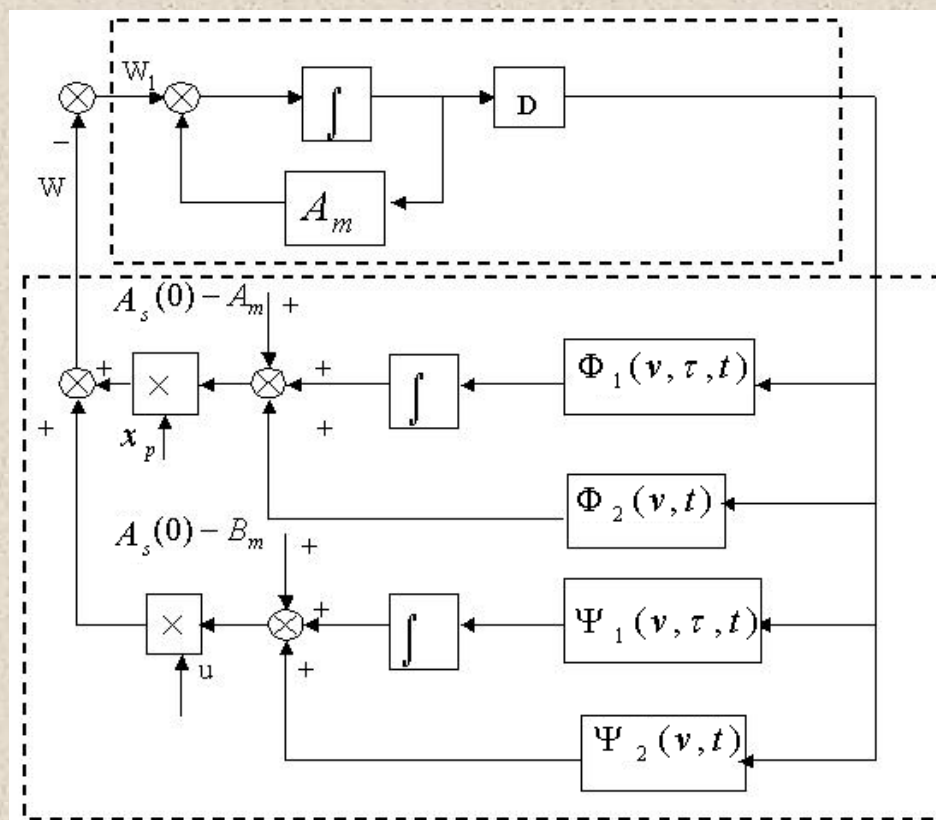 W₁
∫
D
−
W
A_m
A_s(0) − A_m
+
+
×
+
∫
Φ₁(v, τ, t)
+
x_p
+
Φ₂(v, t)
A_s(0) − B_m
+
×
+
∫
Ψ₁(v, τ, t)
u
+
Ψ₂(v, t)